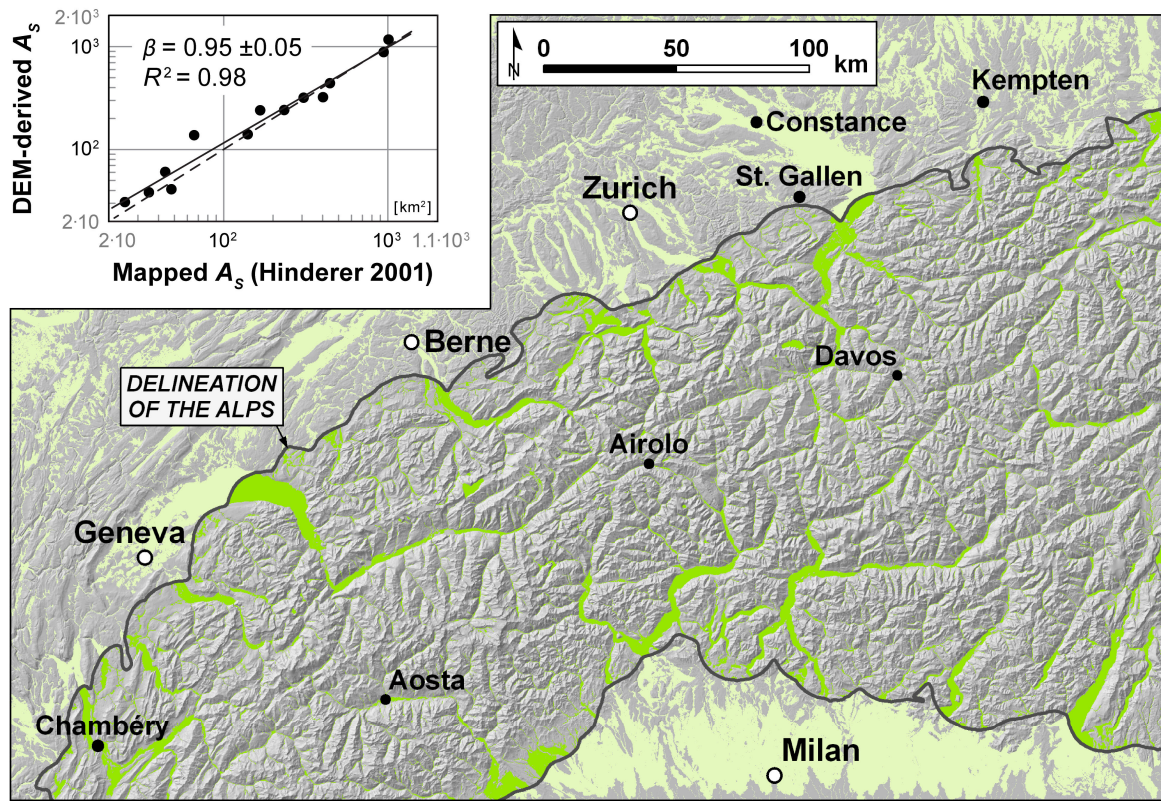 DEM-derived A_S
2·10³
10³
10²
2·10
β = 0.95 ±0.05
R² = 0.98
[km²]
2·10
10²
10³
1.1·10³
Mapped A_S (Hinderer 2001)
N
0
50
100
km
Kempten
Constance
St. Gallen
Zurich
Berne
Davos
DELINEATION
OF THE ALPS
Airolo
Geneva
Aosta
Chambéry
Milan